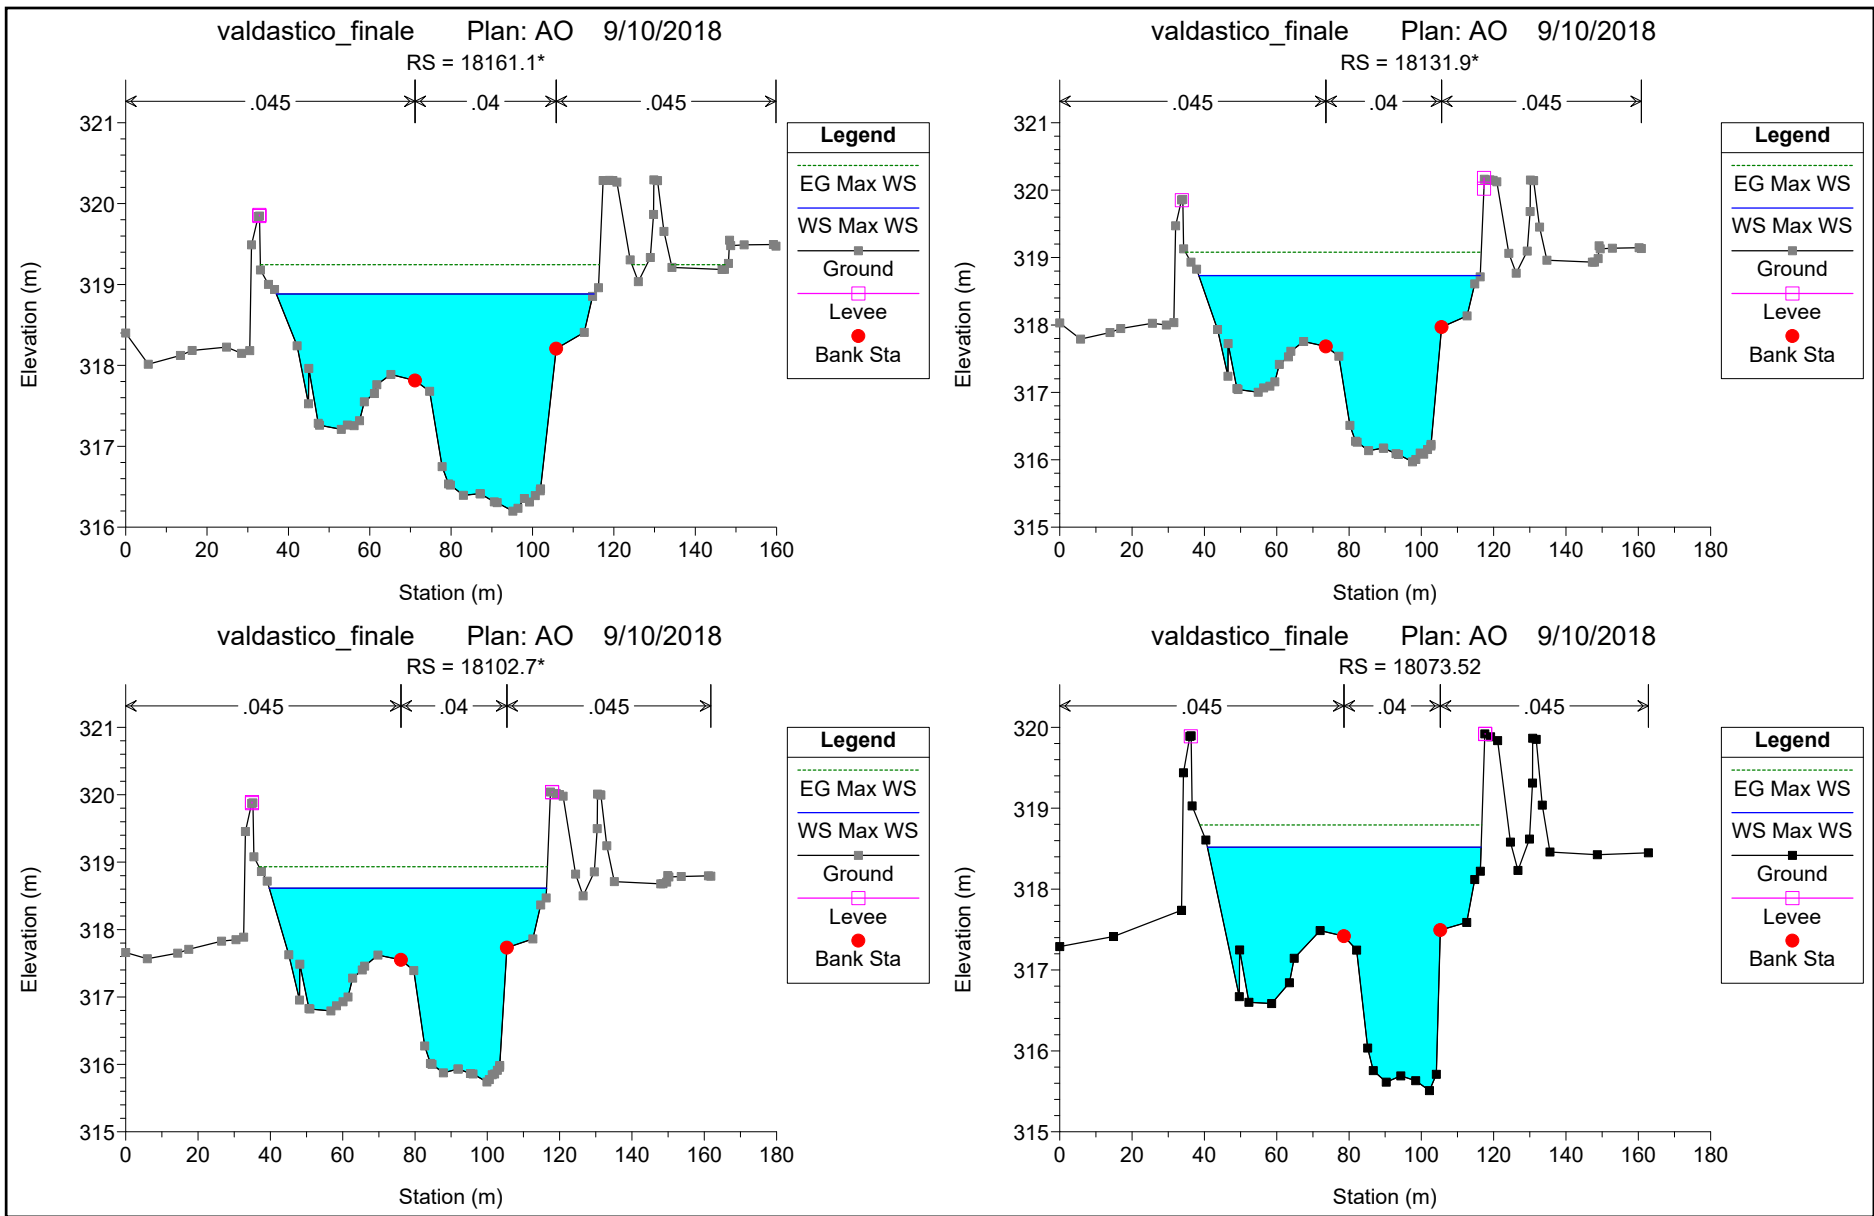 valdastico_finale Plan: AO 9/10/2018
RS = 18161.1*
.045 .04 .045
321
320
319
318
317
316
0 20 40 60 80 100 120 140 160
Elevation (m)
Station (m)
Legend
EG Max WS
WS Max WS
Ground
Levee
Bank Sta
valdastico_finale Plan: AO 9/10/2018
RS = 18131.9*
.045 .04 .045
321
320
319
318
317
316
315
0 20 40 60 80 100 120 140 160 180
Elevation (m)
Station (m)
Legend
EG Max WS
WS Max WS
Ground
Levee
Bank Sta
valdastico_finale Plan: AO 9/10/2018
RS = 18102.7*
.045 .04 .045
321
320
319
318
317
316
315
0 20 40 60 80 100 120 140 160 180
Elevation (m)
Station (m)
Legend
EG Max WS
WS Max WS
Ground
Levee
Bank Sta
valdastico_finale Plan: AO 9/10/2018
RS = 18073.52
.045 .04 .045
320
319
318
317
316
315
0 20 40 60 80 100 120 140 160 180
Elevation (m)
Station (m)
Legend
EG Max WS
WS Max WS
Ground
Levee
Bank Sta